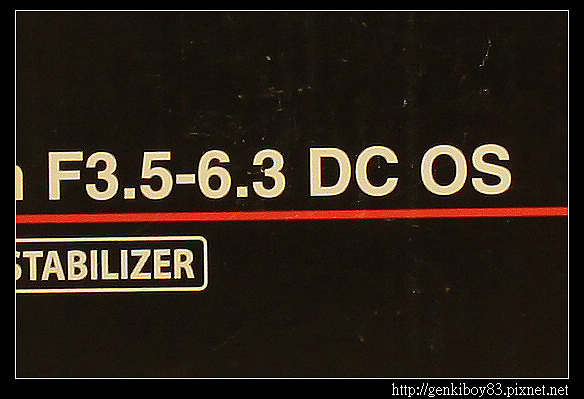 F3.5-6.3 DC OS
STABILIZER
http://genkiboy83.pixnet.net